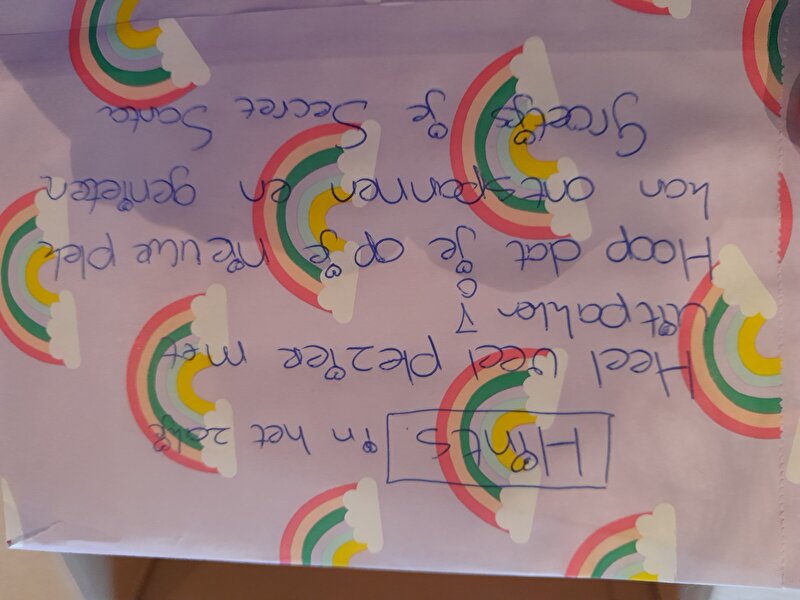 Hints in het zakje
Heel veel plezier met
uitpakken !
Hoop dat je op je nieuwe plek
kan ontspannen en genieten
Groetjes je Secret Santa